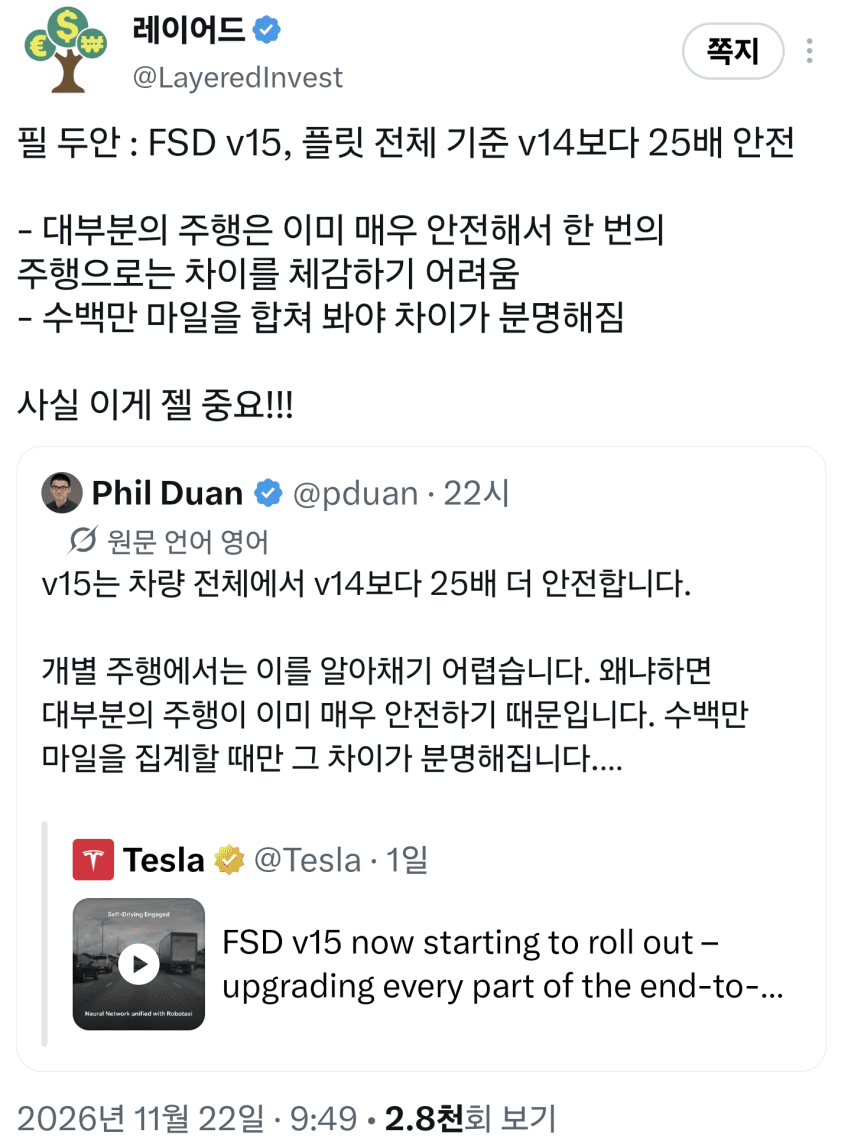 레이어드
@LayeredInvest
쪽지
필 두안 : FSD v15, 플릿 전체 기준 v14보다 25배 안전
- 대부분의 주행은 이미 매우 안전해서 한 번의
주행으로는 차이를 체감하기 어려움
- 수백만 마일을 합쳐 봐야 차이가 분명해짐
사실 이게 젤 중요!!!
Phil Duan @pduan · 22시
원문 언어 영어
v15는 차량 전체에서 v14보다 25배 더 안전합니다.
개별 주행에서는 이를 알아채기 어렵습니다. 왜냐하면
대부분의 주행이 이미 매우 안전하기 때문입니다. 수백만
마일을 집계할 때만 그 차이가 분명해집니다....
Tesla @Tesla · 1일
Self-Driving Engaged
Neural Network unified with Robotaxi
FSD v15 now starting to roll out –
upgrading every part of the end-to-...
2026년 11월 22일 · 9:49 • 2.8천회 보기